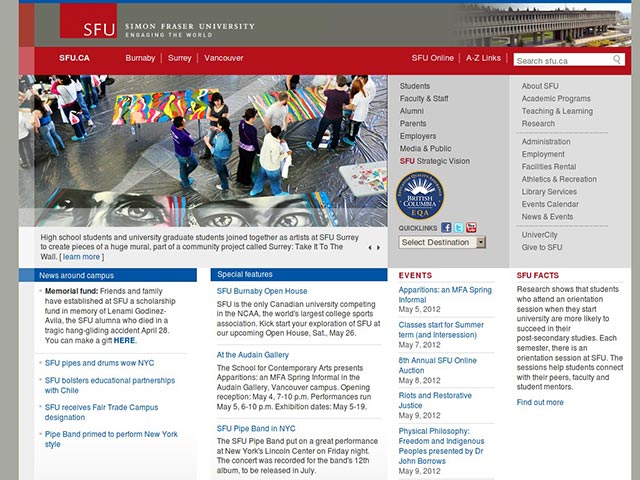 SFU
SIMON FRASER UNIVERSITY
ENGAGING THE WORLD
SFU.CA
Burnaby
Surrey
Vancouver
SFU Online
A-Z Links
Search sfu.ca
Students
Faculty & Staff
Alumni
Parents
Employers
Media & Public
SFU Strategic Vision
BRITISH
COLUMBIA
EQA
QUICKLINKS
Select Destination
About SFU
Academic Programs
Teaching & Learning
Research
Administration
Employment
Facilities Rental
Athletics & Recreation
Library Services
Events Calendar
News & Events
UniverCity
Give to SFU
High school students and university graduate students joined together as artists at SFU Surrey
to create pieces of a huge mural, part of a community project called Surrey: Take It To The
Wall. [ learn more ]
News around campus
Memorial fund: Friends and family
have established at SFU a scholarship
fund in memory of Lenami Godinez-
Avila, the SFU alumna who died in a
tragic hang-gliding accident April 28.
You can make a gift HERE.
SFU pipes and drums wow NYC
SFU bolsters educational partnerships
with Chile
SFU receives Fair Trade Campus
designation
Pipe Band primed to perform New York
style
Special features
SFU Burnaby Open House
SFU is the only Canadian university competing
in the NCAA, the world's largest college sports
association. Kick start your exploration of SFU at
our upcoming Open House, Sat., May 26.
At the Audain Gallery
The School for Contemporary Arts presents
Apparitions: an MFA Spring Interim in the
Audain Gallery, Vancouver campus. Opening
reception: May 4, 7-10 p.m. Performances run
May 5, 6-10 p.m. Exhibition dates: May 5-19.
SFU Pipe Band in NYC
The SFU Pipe Band put on a great performance
at New York's Lincoln Center on Friday night.
The concert was recorded for the band's 12th
album, to be released in July.
EVENTS
Apparitions: an MFA Spring
Interim
May 5, 2012
Classes start for Summer
term (and Intersession)
May 7, 2012
8th Annual SFU Online
Auction
May 8, 2012
Riots and Restorative
Justice
May 9, 2012
Physical Philosophy:
Freedom and Indigenous
Peoples presented by Dr
John Borrows
May 9, 2012
SFU FACTS
Research shows that students
who attend an orientation
session when they start
university are more likely to
succeed in their
post-secondary studies. Each
semester, there is an
orientation session at SFU. The
sessions help students connect
with their peers, faculty and
student mentors.
Find out more